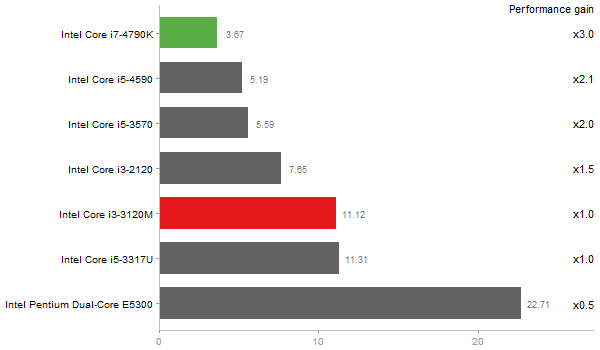 Performance gain
Intel Core i7-4790K 3.67 x3.0
Intel Core i5-4590 5.19 x2.1
Intel Core i5-3570 5.59 x2.0
Intel Core i3-2120 7.65 x1.5
Intel Core i3-3120M 11.12 x1.0
Intel Core i5-3317U 11.31 x1.0
Intel Pentium Dual-Core E5300 22.71 x0.5
0 10 20